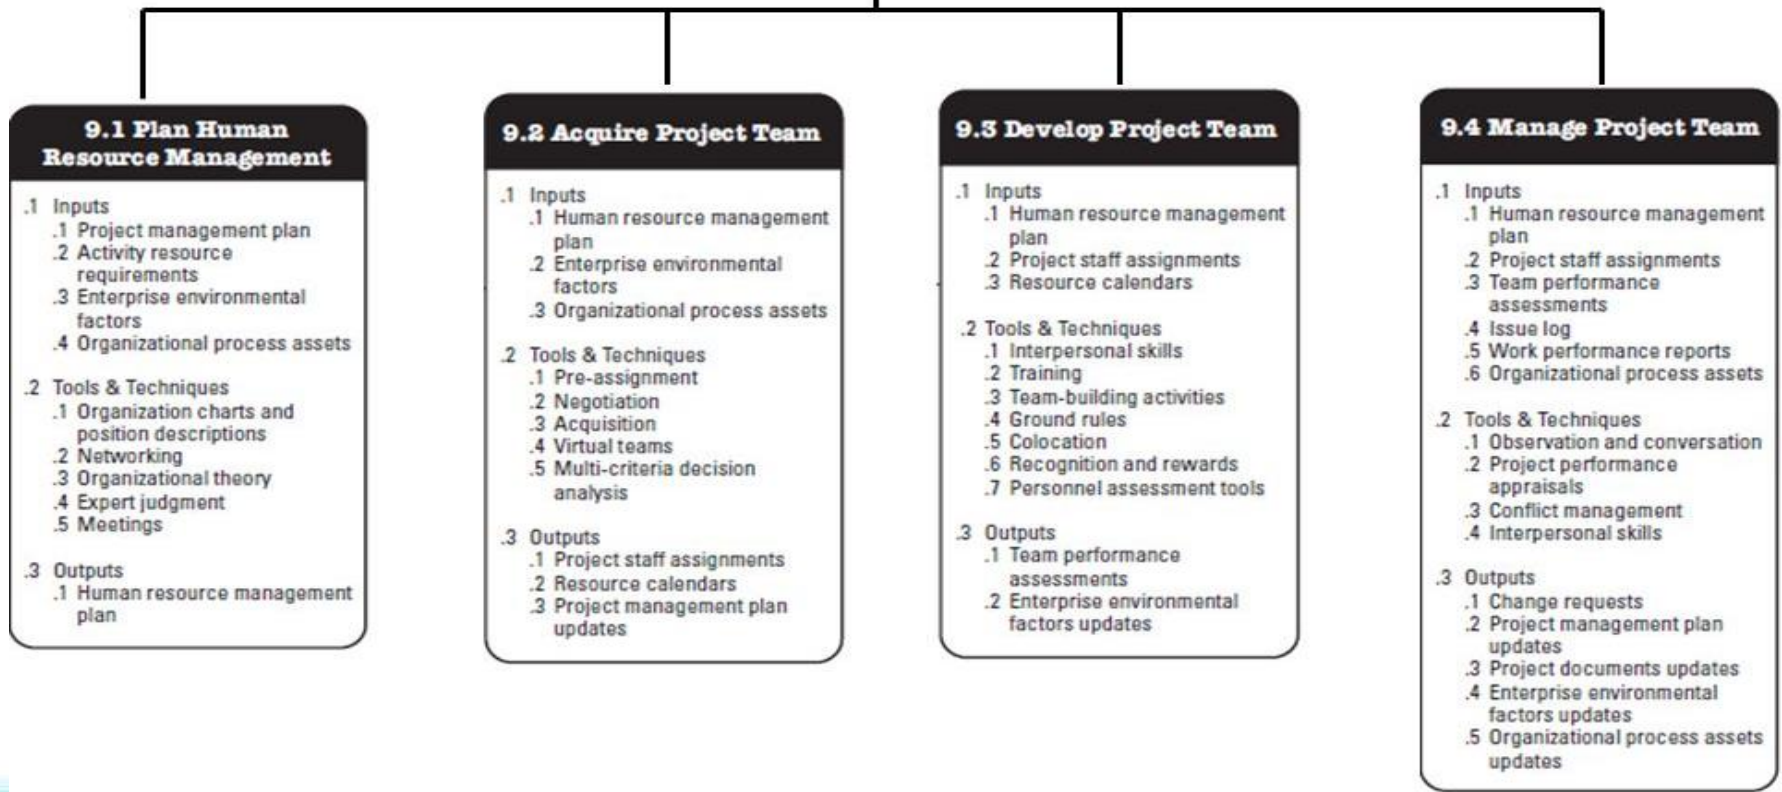 9.1 Plan Human
Resource Management
.1 Inputs
.1 Project management plan
.2 Activity resource
requirements
.3 Enterprise environmental
factors
.4 Organizational process assets
.2 Tools & Techniques
.1 Organization charts and
position descriptions
.2 Networking
.3 Organizational theory
.4 Expert judgment
.5 Meetings
.3 Outputs
.1 Human resource management
plan
9.2 Acquire Project Team
.1 Inputs
.1 Human resource management
plan
.2 Enterprise environmental
factors
.3 Organizational process assets
.2 Tools & Techniques
.1 Pre-assignment
.2 Negotiation
.3 Acquisition
.4 Virtual teams
.5 Multi-criteria decision
analysis
.3 Outputs
.1 Project staff assignments
.2 Resource calendars
.3 Project management plan
updates
9.3 Develop Project Team
.1 Inputs
.1 Human resource management
plan
.2 Project staff assignments
.3 Resource calendars
.2 Tools & Techniques
.1 Interpersonal skills
.2 Training
.3 Team-building activities
.4 Ground rules
.5 Colocation
.6 Recognition and rewards
.7 Personnel assessment tools
.3 Outputs
.1 Team performance
assessments
.2 Enterprise environmental
factors updates
9.4 Manage Project Team
.1 Inputs
.1 Human resource management
plan
.2 Project staff assignments
.3 Team performance
assessments
.4 Issue log
.5 Work performance reports
.6 Organizational process assets
.2 Tools & Techniques
.1 Observation and conversation
.2 Project performance
appraisals
.3 Conflict management
.4 Interpersonal skills
.3 Outputs
.1 Change requests
.2 Project management plan
updates
.3 Project documents updates
.4 Enterprise environmental
factors updates
.5 Organizational process assets
updates